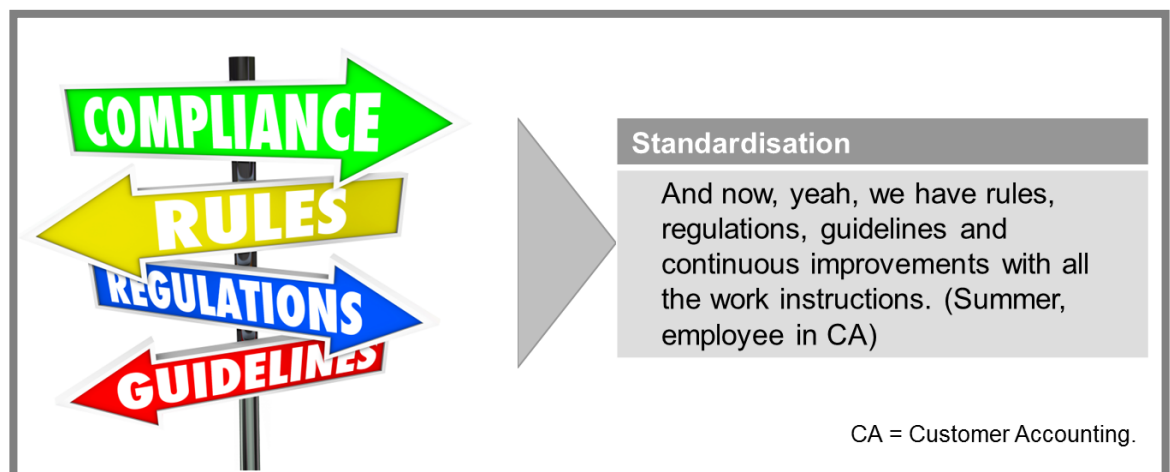 COMPLIANCE
RULES
REGULATIONS
GUIDELINES
Standardisation
And now, yeah, we have rules,
regulations, guidelines and
continuous improvements with all
the work instructions. (Summer,
employee in CA)
CA = Customer Accounting.